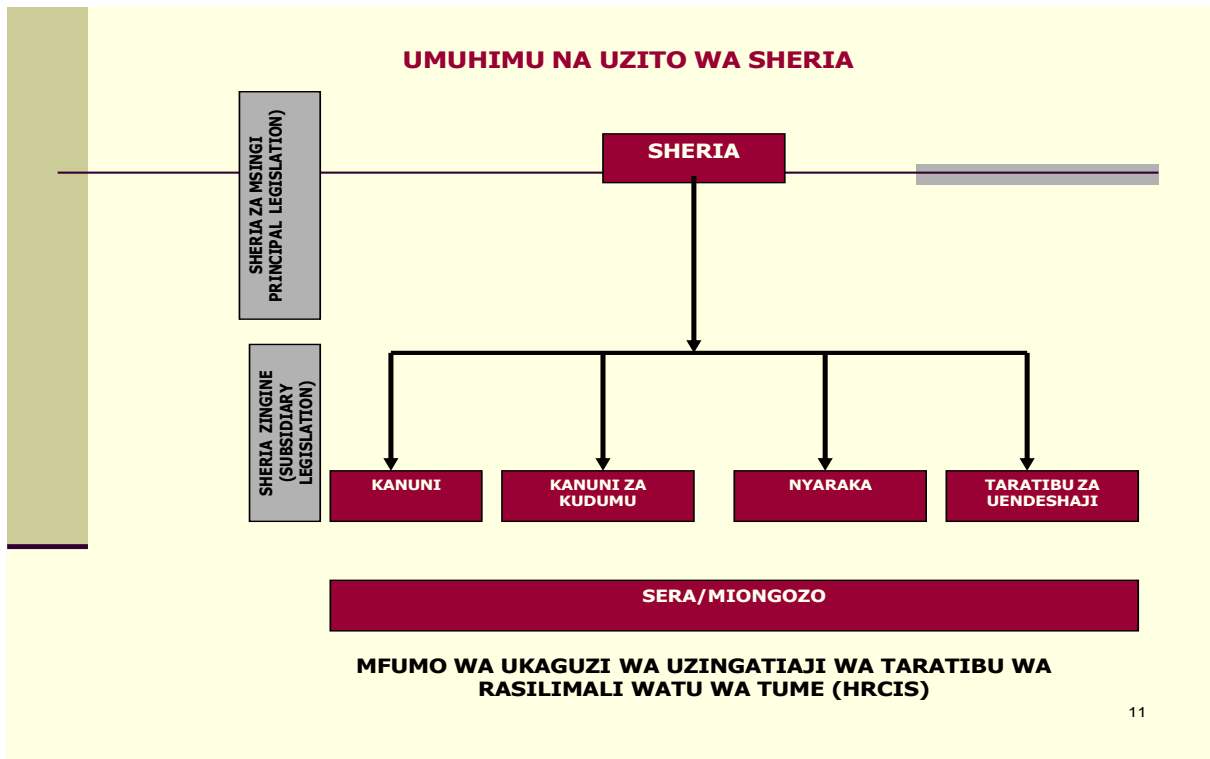 UMUHIMU NA UZITO WA SHERIA
SHERIA ZA MSINGI
PRINCIPAL LEGISLATION)
SHERIA
SHERIA ZINGINE
(SUBSIDIARY
LEGISLATION)
KANUNI
KANUNI ZA
KUDUMU
NYARAKA
TARATIBU ZA
UENDESHAJI
SERA/MIONGOZO
MFUMO WA UKAGUZI WA UZINGATIAJI WA TARATIBU WA
RASILIMALI WATU WA TUME (HRCIS)
11